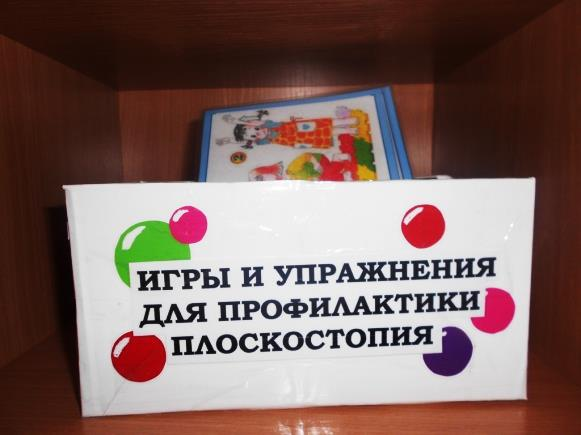 ИГРЫ И УПРАЖНЕНИЯ
ДЛЯ ПРОФИЛАКТИКИ
ПЛОСКОСТОПИЯ